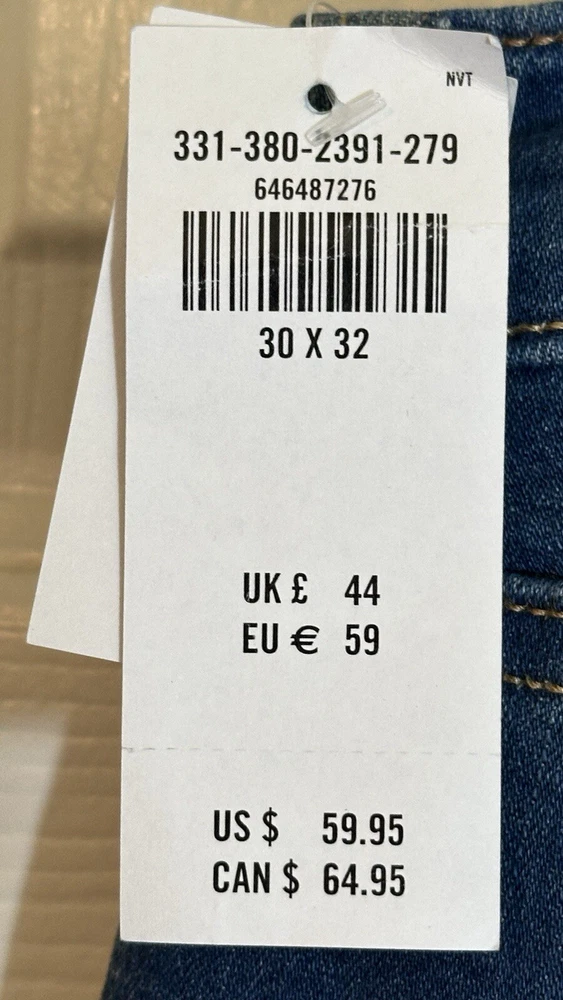 NVT
331-380-2391-279
646487276
30 X 32
UK £ 44
EU € 59
US $ 59.95
CAN $ 64.95